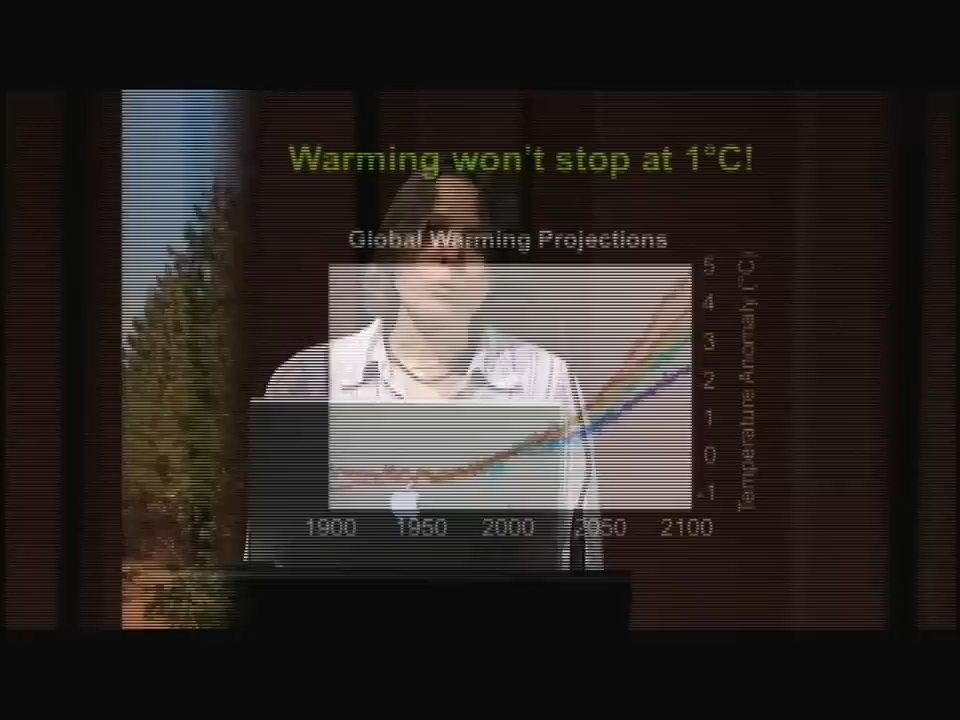 Warming won't stop at 1°C!
Global Warming Projections
5
4
3
2
1
0
-1
Temperature Anomaly (°C)
1900 1950 2000 2050 2100